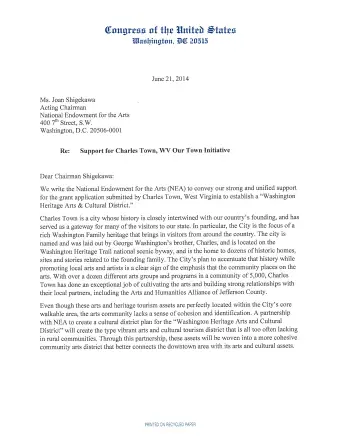 Congress of the United States
Washington, DC 20515
June 21, 2014
Ms. Joan Shigekawa
Acting Chairman
National Endowment for the Arts
400 7th Street, S.W.
Washington, D.C. 20506-0001
Re: Support for Charles Town, WV Our Town Initiative
Dear Chairman Shigekawa:
We write the National Endowment for the Arts (NEA) to convey our strong and unified support
for the grant application submitted by Charles Town, West Virginia to establish a "Washington
Heritage Arts & Cultural District."
Charles Town is a city whose history is closely intertwined with our country's founding, and has
served as a gateway for many of the visitors to our state. In particular, the City is the focus of a
rich Washington Family heritage that brings in visitors from around the country. The city is
named and was laid out by George Washington's brother, Charles, and is located on the
Washington Heritage Trail national scenic byway, and is the home to dozens of historic homes,
sites and stories related to the founding family. The City's plan to accentuate that history while
promoting local arts and artists is a clear sign of the emphasis that the community places on the
arts. With over a dozen different arts groups and programs in a community of 5,000, Charles
Town has done an exceptional job of cultivating the arts and building strong relationships with
their local partners, including the Arts and Humanities Alliance of Jefferson County.
Even though these arts and heritage tourism assets are perfectly located within the City's core
walkable area, the arts community lacks a sense of cohesion and identification. A partnership
with NEA to create a cultural district plan for the "Washington Heritage Arts and Cultural
District" will create the type vibrant arts and cultural tourism district that is all too often lacking
in rural communities. Through this partnership, these assets will be woven into a more cohesive
community arts district that better connects the downtown area with its arts and cultural assets.
PRINTED ON RECYCLED PAPER